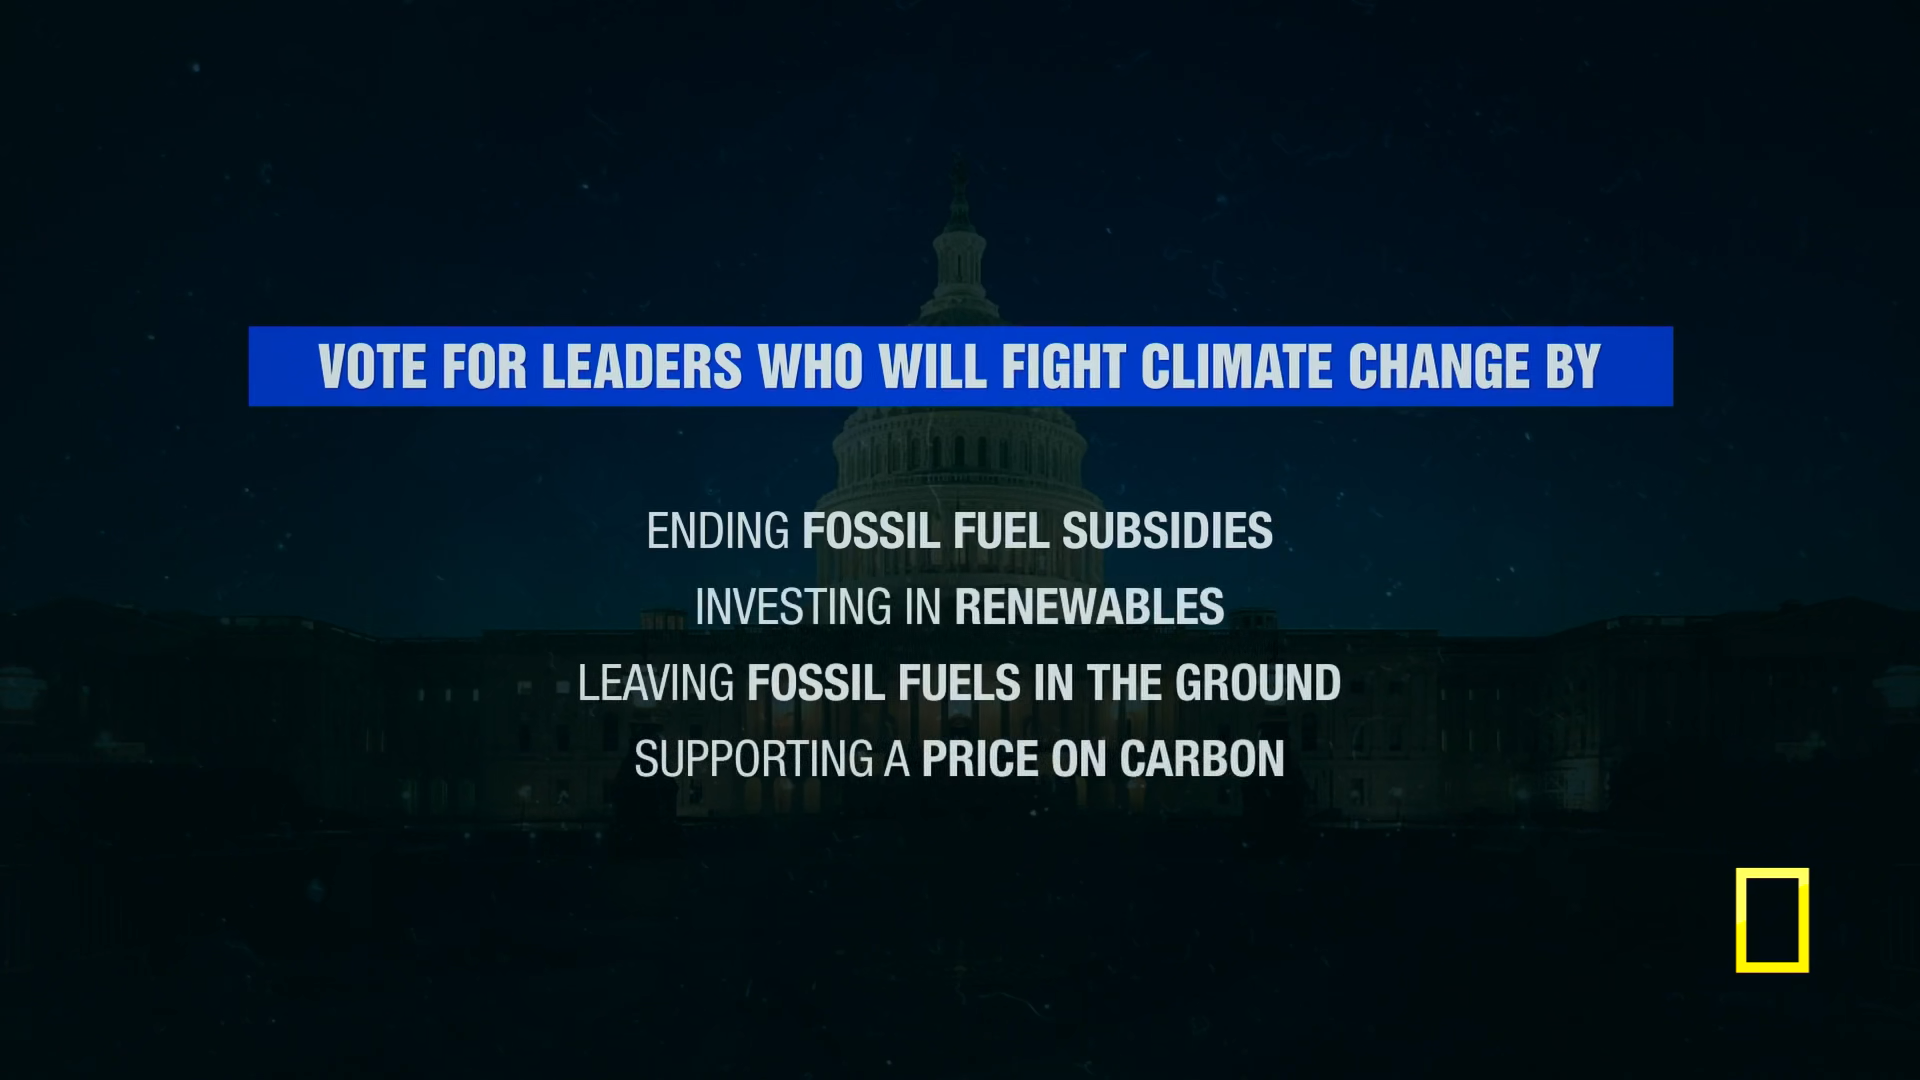 VOTE FOR LEADERS WHO WILL FIGHT CLIMATE CHANGE BY
ENDING FOSSIL FUEL SUBSIDIES
INVESTING IN RENEWABLES
LEAVING FOSSIL FUELS IN THE GROUND
SUPPORTING A PRICE ON CARBON